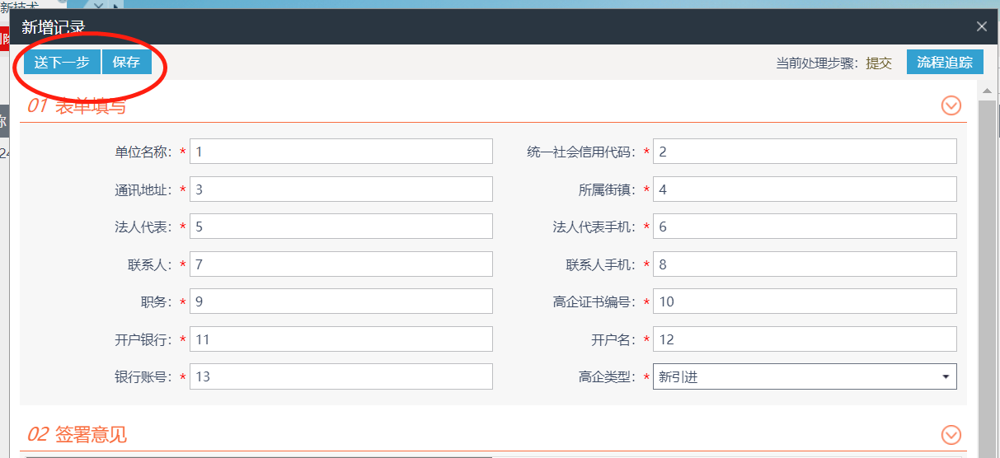 新技术
新增记录
送下一步 保存 当前处理步骤：提交 流程追踪
01 表单填写
单位名称：* 1 统一社会信用代码：* 2
通讯地址：* 3 所属街镇：* 4
法人代表：* 5 法人代表手机：* 6
联系人：* 7 联系人手机：* 8
职务：* 9 高企证书编号：* 10
开户银行：* 11 开户名：* 12
银行账号：* 13 高企类型：* 新引进
02 签署意见